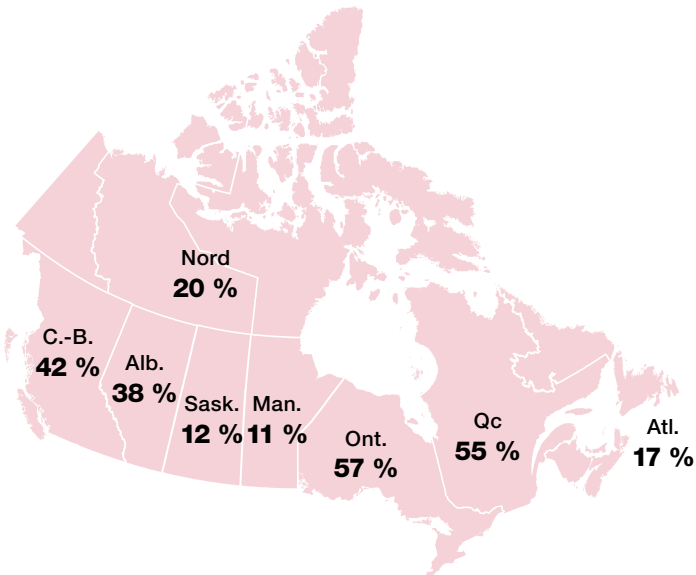 Nord
20 %
C.-B.
42 %
Alb.
38 %
Sask.
12 %
Man.
11 %
Ont.
57 %
Qc
55 %
Atl.
17 %